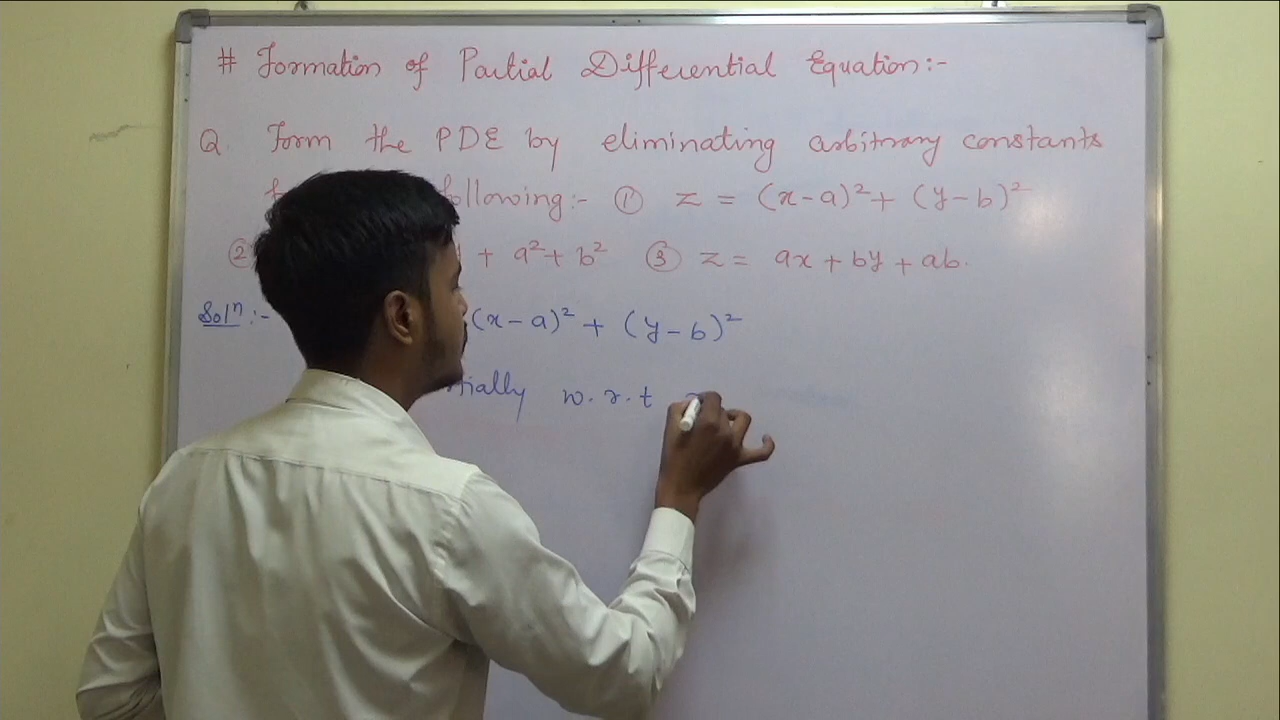 # Formation of Partial Differential Equation:-
Q. Form the PDE by eliminating arbitrary constants
following:- ① z = (x-a)² + (y-b)²
② + a² + b² ③ z = ax + by + ab.
Solⁿ:- (x-a)² + (y-b)²
w.r.t